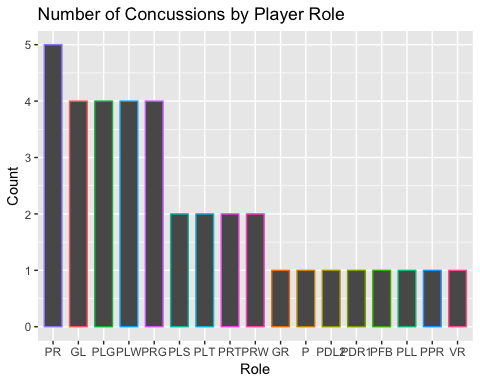 Number of Concussions by Player Role
Count
5
4
3
2
1
0
PR GL PLG PLW PRG PLS PLT PRT PRW GR P PDL2 PDR1 PFB PLL PPR VR
Role